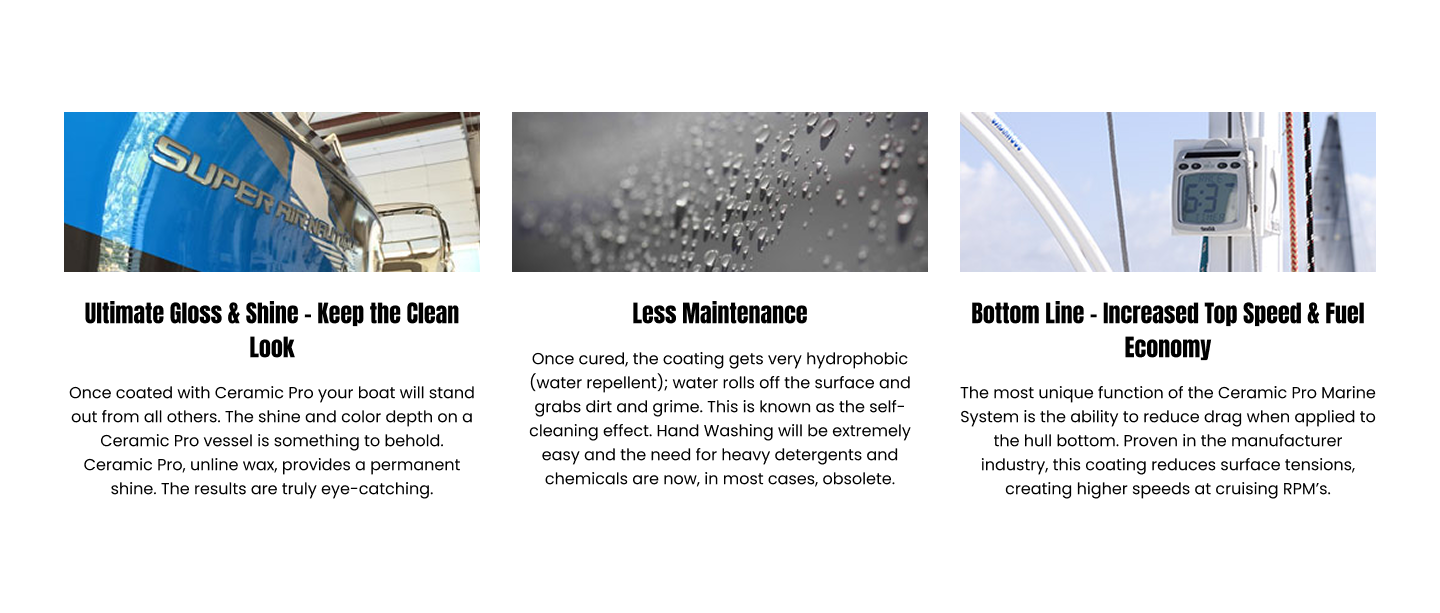 SUPER AIR NAUTIQUE
6:3
Ultimate Gloss & Shine - Keep the Clean
Look
Once coated with Ceramic Pro your boat will stand
out from all others. The shine and color depth on a
Ceramic Pro vessel is something to behold.
Ceramic Pro, unline wax, provides a permanent
shine. The results are truly eye-catching.
Less Maintenance
Once cured, the coating gets very hydrophobic
(water repellent); water rolls off the surface and
grabs dirt and grime. This is known as the self-
cleaning effect. Hand Washing will be extremely
easy and the need for heavy detergents and
chemicals are now, in most cases, obsolete.
Bottom Line - Increased Top Speed & Fuel
Economy
The most unique function of the Ceramic Pro Marine
System is the ability to reduce drag when applied to
the hull bottom. Proven in the manufacturer
industry, this coating reduces surface tensions,
creating higher speeds at cruising RPM’s.